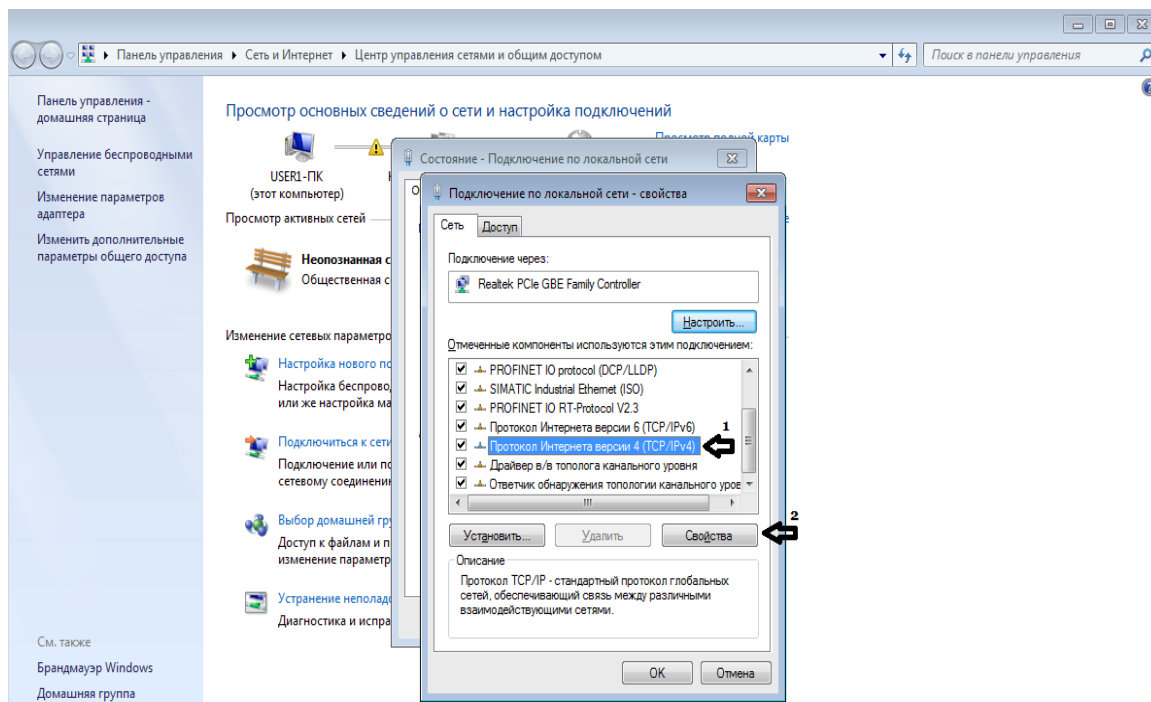 Панель управления ▸ Сеть и Интернет ▸ Центр управления сетями и общим доступом
Поиск в панели управления
Панель управления -
домашняя страница
Управление беспроводными
сетями
Изменение параметров
адаптера
Изменить дополнительные
параметры общего доступа
См. также
Брандмауэр Windows
Домашняя группа
Просмотр основных сведений о сети и настройка подключений
Просмотр полной карты
USER1-ПК
(этот компьютер)
Просмотр активных сетей
Неопознанная с
Общественная с
Изменение сетевых параметро
Настройка нового по
Настройка беспровод
или же настройка ма
Подключиться к сети
Подключение или по
сетевому соединени
Выбор домашней гру
Доступ к файлам и п
изменение параметр
Устранение неполадо
Диагностика и испра
Состояние - Подключение по локальной сети
Подключение по локальной сети - свойства
Сеть
Доступ
Подключение через:
Realtek PCIe GBE Family Controller
Настроить...
Отмеченные компоненты используются этим подключением:
PROFINET IO protocol (DCP/LLDP)
SIMATIC Industrial Ethernet (ISO)
PROFINET IO RT-Protocol V2.3
Протокол Интернета версии 6 (TCP/IPv6)
1
Протокол Интернета версии 4 (TCP/IPv4)
Драйвер в/в тополога канального уровня
Ответчик обнаружения топологии канального уров
2
Установить...
Удалить
Свойства
Описание
Протокол TCP/IP - стандартный протокол глобальных
сетей, обеспечивающий связь между различными
взаимодействующими сетями.
OK
Отмена